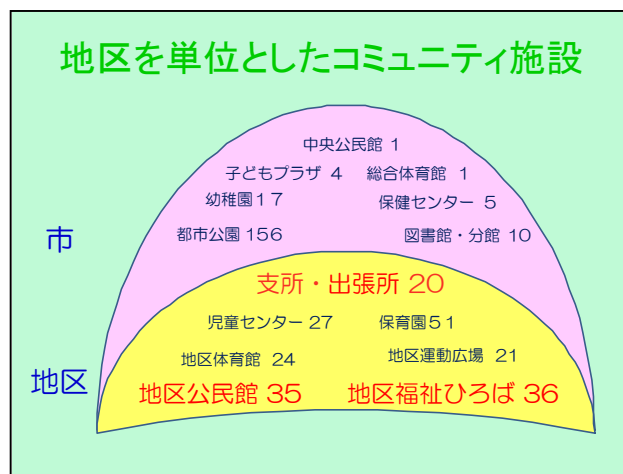 地区を単位としたコミュニティ施設
中央公民館 1
子どもプラザ 4 総合体育館 1
幼稚園17 保健センター 5
都市公園 156 図書館・分館 10
市
支所・出張所 20
児童センター 27 保育園51
地区体育館 24 地区運動広場 21
地区
地区公民館 35 地区福祉ひろば 36